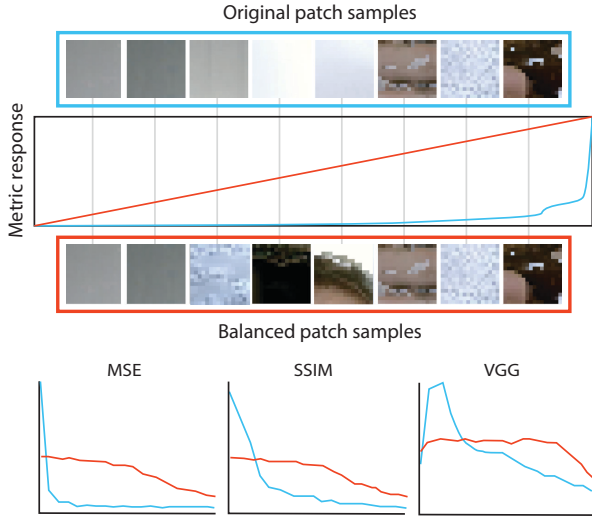 Original patch samples
Metric response
Balanced patch samples
MSE
SSIM
VGG